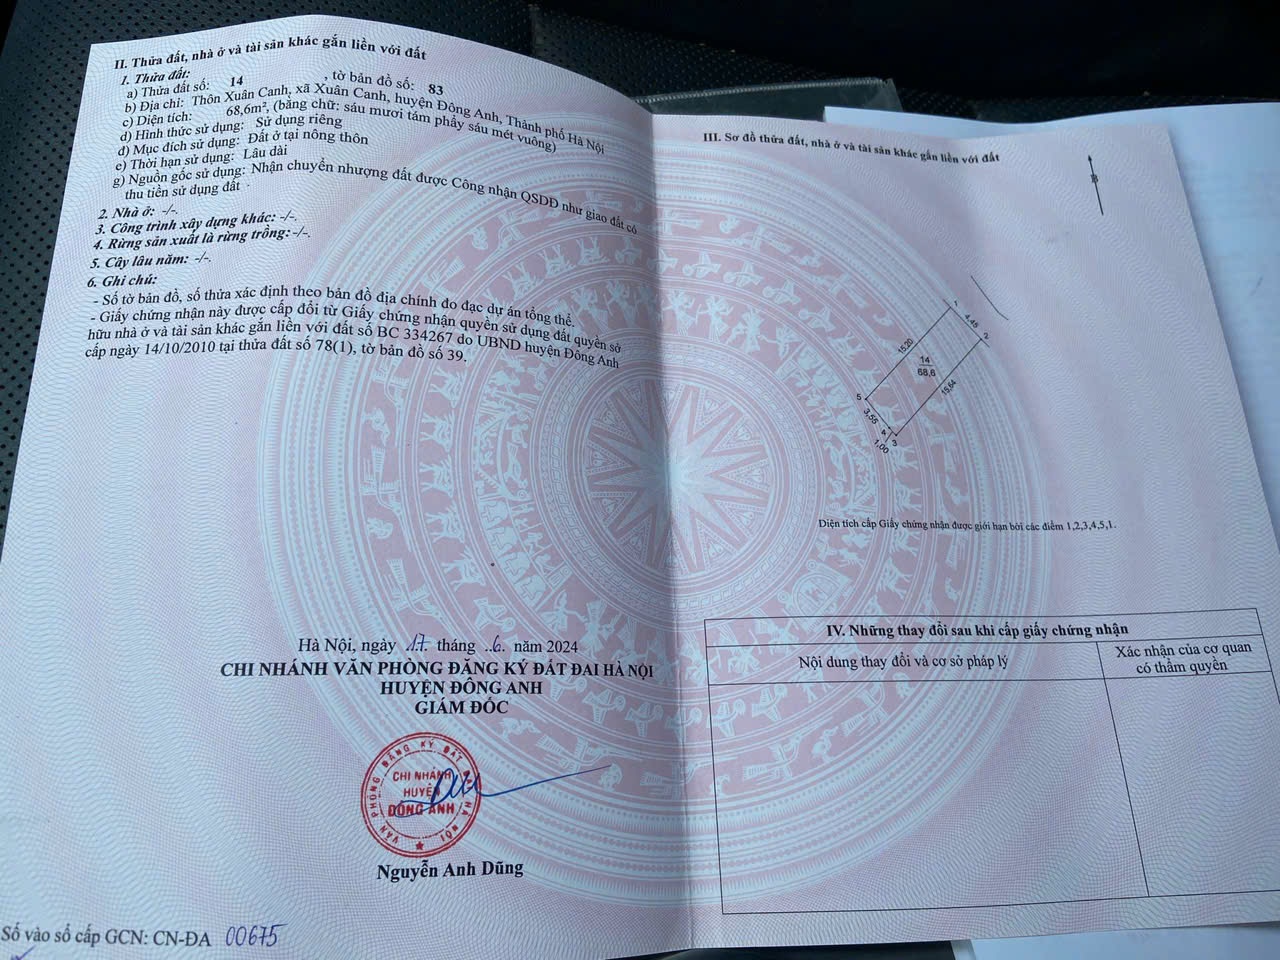 II. Thửa đất, nhà ở và tài sản khác gắn liền với đất
1. Thửa đất:
a) Thửa đất số: 14 , tờ bản đồ số: 83
b) Địa chỉ: Thôn Xuân Canh, xã Xuân Canh, huyện Đông Anh, Thành phố Hà Nội
c) Diện tích: 68,6m², (bằng chữ: sáu mươi tám phẩy sáu mét vuông)
d) Hình thức sử dụng: Sử dụng riêng
đ) Mục đích sử dụng: Đất ở tại nông thôn
e) Thời hạn sử dụng: Lâu dài
g) Nguồn gốc sử dụng: Nhận chuyển nhượng đất được Công nhận QSDĐ như giao đất có
thu tiền sử dụng đất
2. Nhà ở: -/-.
3. Công trình xây dựng khác: -/-.
4. Rừng sản xuất là rừng trồng: -/-.
5. Cây lâu năm: -/-.
6. Ghi chú:
- Số tờ bản đồ, số thửa xác định theo bản đồ địa chính đo đạc dự án tổng thể.
- Giấy chứng nhận này được cấp đổi từ Giấy chứng nhận quyền sử dụng đất quyền sở
hữu nhà ở và tài sản khác gắn liền với đất số BC 334267 do UBND huyện Đông Anh
cấp ngày 14/10/2010 tại thửa đất số 78(1), tờ bản đồ số 39.
Hà Nội, ngày 17 tháng 6 năm 2024
CHI NHÁNH VĂN PHÒNG ĐĂNG KÝ ĐẤT ĐAI HÀ NỘI
HUYỆN ĐÔNG ANH
GIÁM ĐỐC
VĂN PHÒNG ĐĂNG KÝ ĐẤT ĐAI HÀ NỘI
CHI NHÁNH
HUYỆN
ĐÔNG ANH
Nguyễn Anh Dũng
Số vào sổ cấp GCN: CN-ĐA 00675
III. Sơ đồ thửa đất, nhà ở và tài sản khác gắn liền với đất
B
1
4,45
2
15,20
14
68,6
15,64
5
3,55
4
3
1,00
Diện tích cấp Giấy chứng nhận được giới hạn bởi các điểm 1,2,3,4,5,1.
IV. Những thay đổi sau khi cấp giấy chứng nhận
Nội dung thay đổi và cơ sở pháp lý
Xác nhận của cơ quan
có thẩm quyền